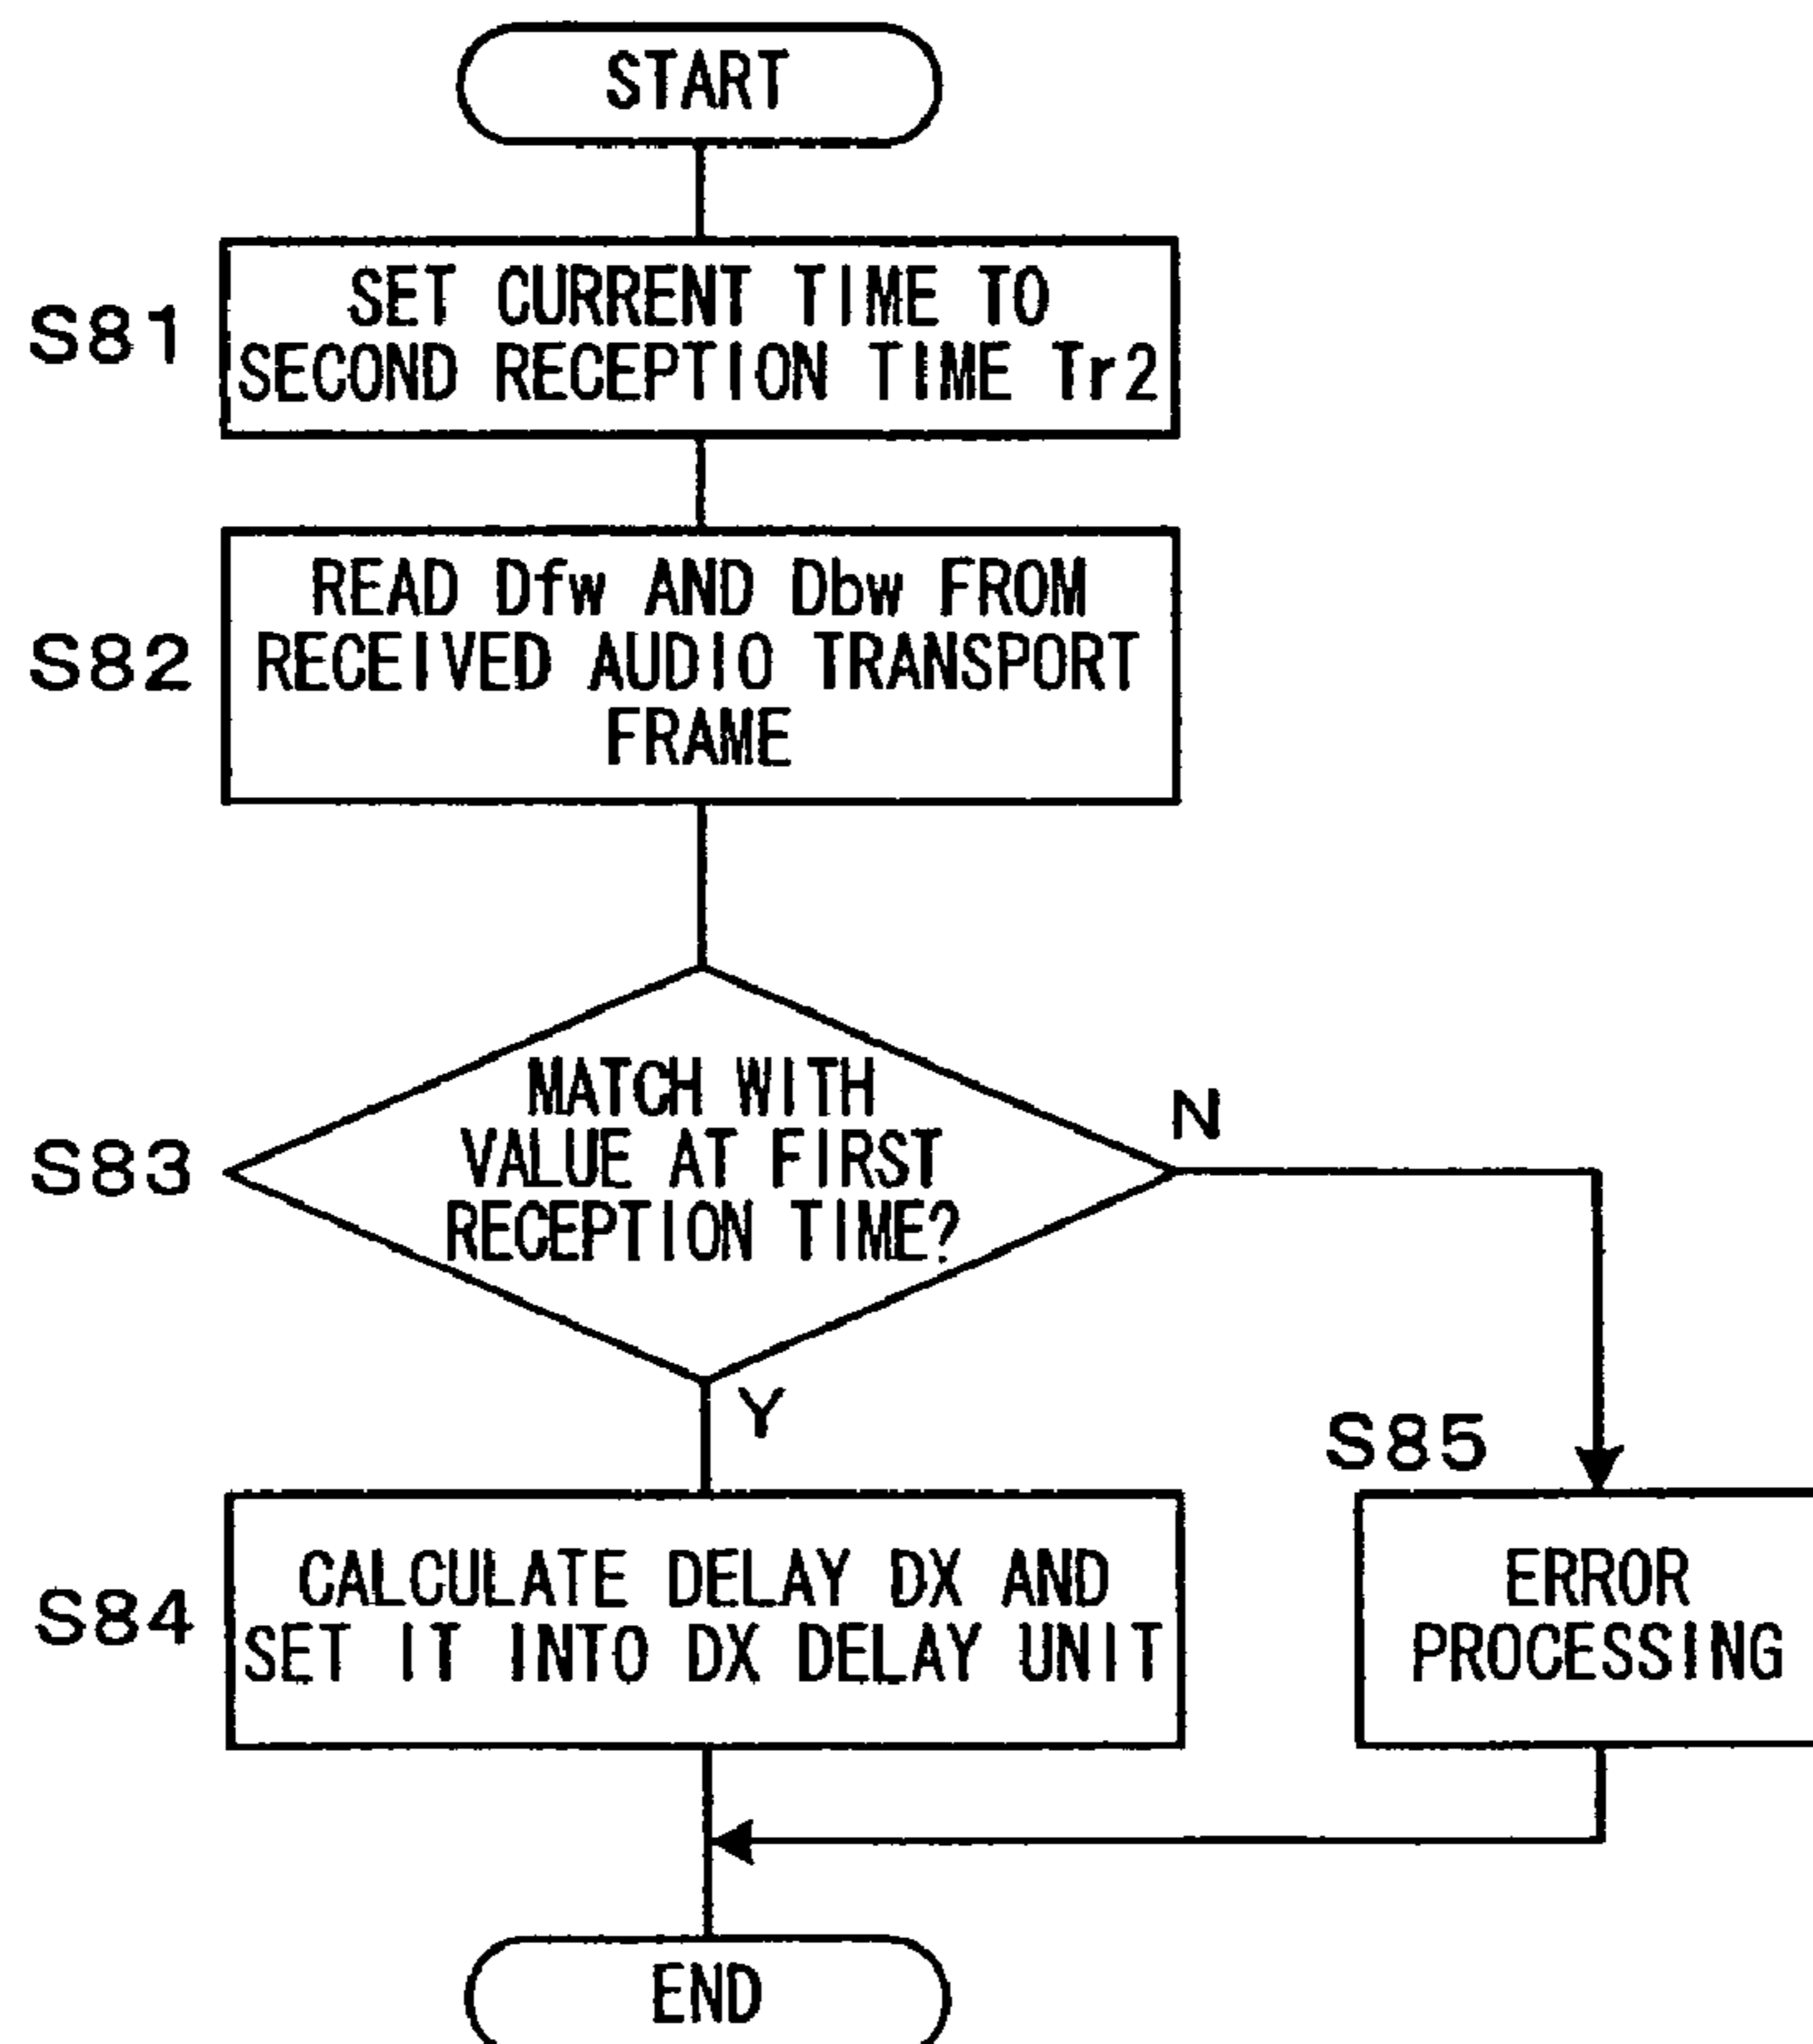 START
S81
SET CURRENT TIME TO
SECOND RECEPTION TIME Tr2
S82
READ Dfw AND Dbw FROM
RECEIVED AUDIO TRANSPORT
FRAME
S83
MATCH WITH
VALUE AT FIRST
RECEPTION TIME?
N
Y
S85
S84
CALCULATE DELAY DX AND
SET IT INTO DX DELAY UNIT
ERROR
PROCESSING
END